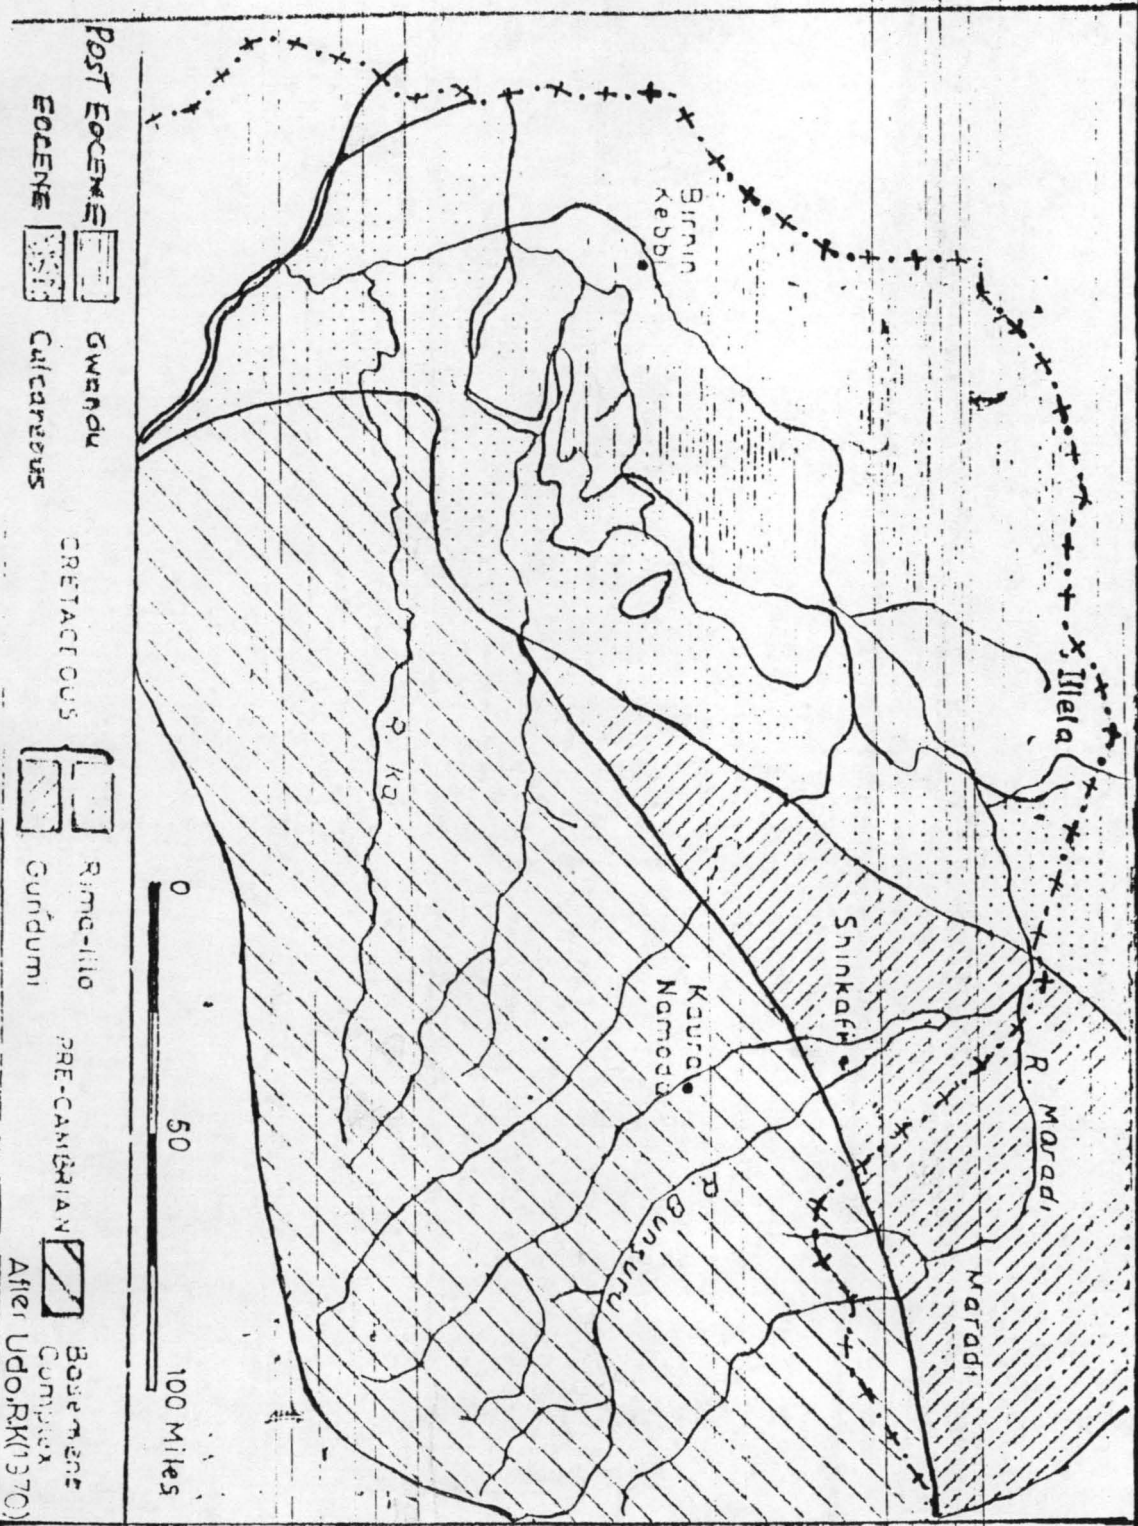 Illela
Birnin
Kebbi
R. Maradi
Maradi
Shinkafi
Kaura
Namoda
R Bunsuru
R Ka
0 50 100 Miles
POST EOCENE Gwandu
EOCENE Calcareous
CRETACEOUS
Rima-Illo
Gundumi
PRE-CAMBRIAN
Basement
Complex
After Udo, R.K(1970)